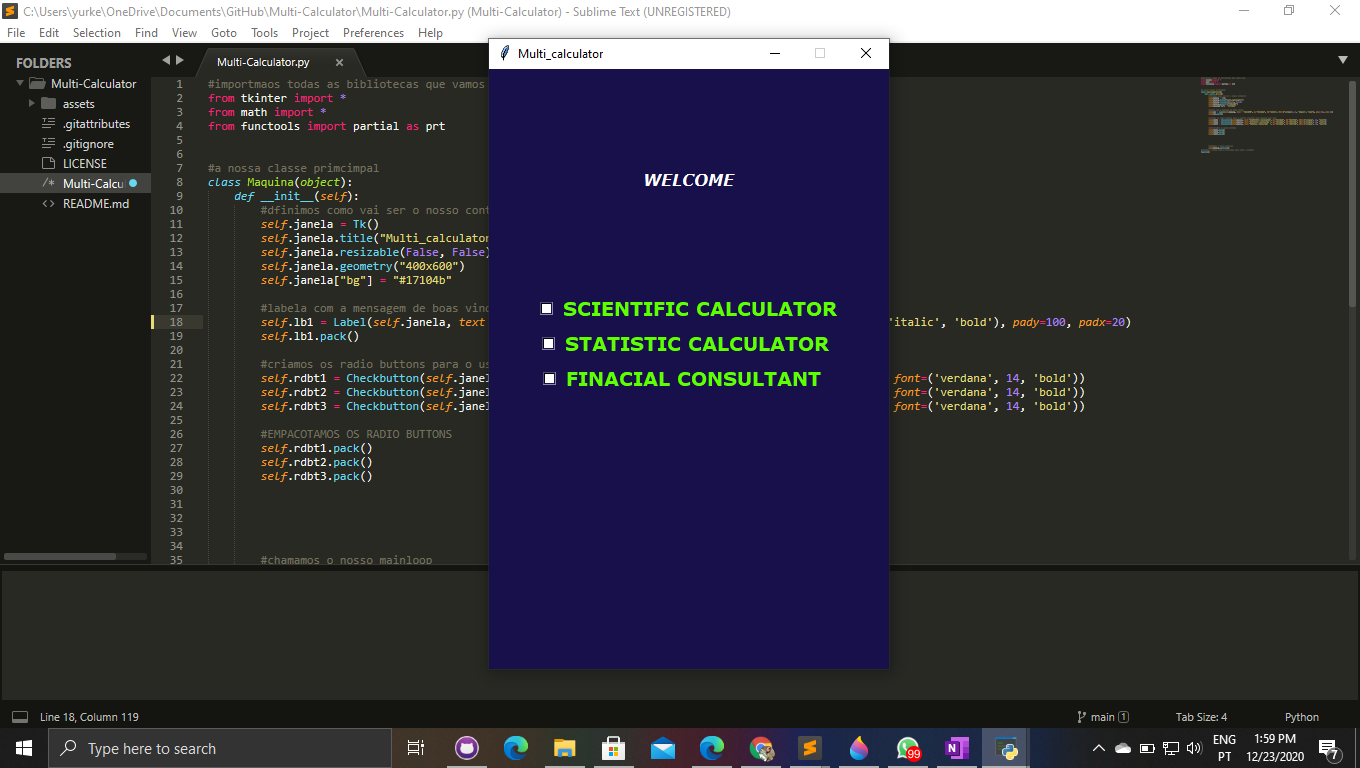 C:\Users\yurke\OneDrive\Documents\GitHub\Multi-Calculator\Multi-Calculator.py (Multi-Calculator) - Sublime Text (UNREGISTERED)
File Edit Selection Find View Goto Tools Project Preferences Help
FOLDERS
Multi-Calculator
assets
.gitattributes
.gitignore
LICENSE
/* Multi-Calcu
<> README.md
Multi-Calculator.py
1 #importmaos todas as bibliotecas que vamos
2 from tkinter import *
3 from math import *
4 from functools import partial as prt
5
6
7 #a nossa classe primcimpal
8 class Maquina(object):
9 def __init__(self):
10 #dfinimos como vai ser o nosso cont
11 self.janela = Tk()
12 self.janela.title("Multi_calculator
13 self.janela.resizable(False, False)
14 self.janela.geometry("400x600")
15 self.janela["bg"] = "#17104b"
16
17 #labela com a mensagem de boas vind
18 self.lb1 = Label(self.janela, text 'italic', 'bold'), pady=100, padx=20)
19 self.lb1.pack()
20
21 #criamos os radio buttons para o us
22 self.rdbt1 = Checkbutton(self.janel font=('verdana', 14, 'bold'))
23 self.rdbt2 = Checkbutton(self.janel font=('verdana', 14, 'bold'))
24 self.rdbt3 = Checkbutton(self.janel font=('verdana', 14, 'bold'))
25
26 #EMPACOTAMOS OS RADIO BUTTONS
27 self.rdbt1.pack()
28 self.rdbt2.pack()
29 self.rdbt3.pack()
30
31
32
33
34
35 #chamamos o nosso mainloop
Multi_calculator
WELCOME
SCIENTIFIC CALCULATOR
STATISTIC CALCULATOR
FINACIAL CONSULTANT
Line 18, Column 119
main 1
Tab Size: 4
Python
Type here to search
99
ENG
PT
1:59 PM
12/23/2020
7